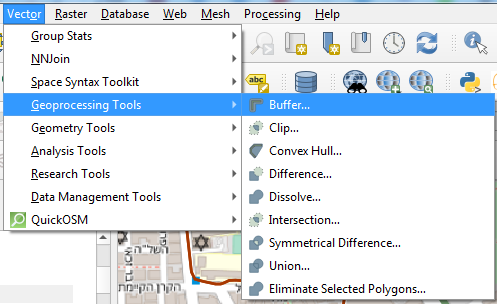 Vector Raster Database Web Mesh Processing Help
Group Stats
NNJoin
Space Syntax Toolkit
Geoprocessing Tools
Geometry Tools
Analysis Tools
Research Tools
Data Management Tools
QuickOSM
Buffer...
Clip...
Convex Hull...
Difference...
Dissolve...
Intersection...
Symmetrical Difference...
Union...
Eliminate Selected Polygons...
abc
הקרן הקיימת